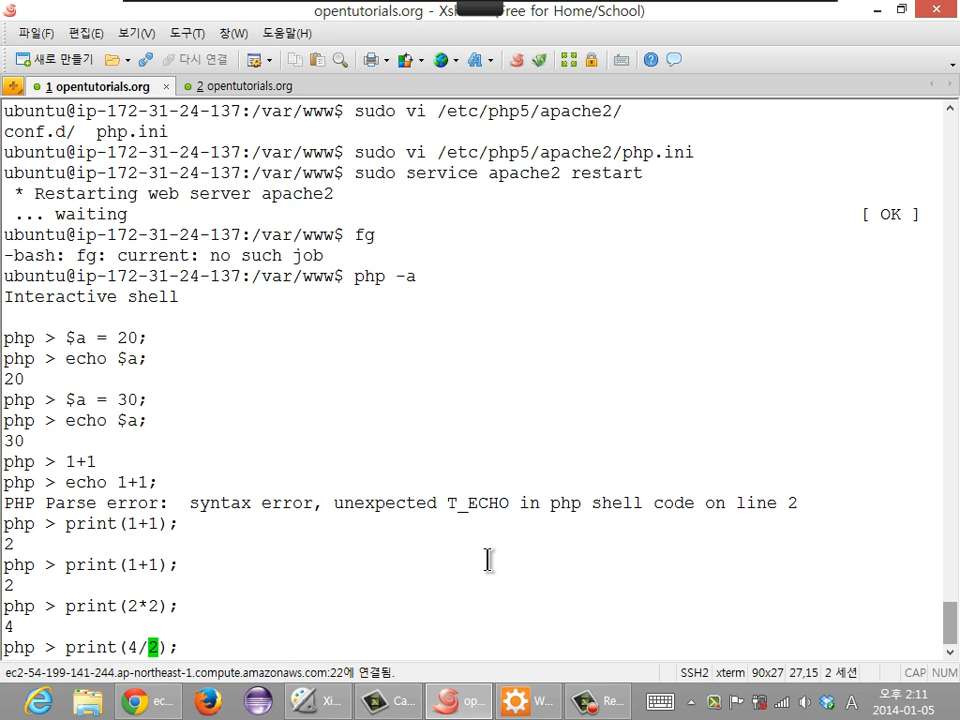 opentutorials.org - Xsh (Free for Home/School)
파일(F) 편집(E) 보기(V) 도구(T) 창(W) 도움말(H)
새로 만들기 다시 연결
1 opentutorials.org × 2 opentutorials.org
ubuntu@ip-172-31-24-137:/var/www$ sudo vi /etc/php5/apache2/
conf.d/ php.ini
ubuntu@ip-172-31-24-137:/var/www$ sudo vi /etc/php5/apache2/php.ini
ubuntu@ip-172-31-24-137:/var/www$ sudo service apache2 restart
* Restarting web server apache2
... waiting [ OK ]
ubuntu@ip-172-31-24-137:/var/www$ fg
-bash: fg: current: no such job
ubuntu@ip-172-31-24-137:/var/www$ php -a
Interactive shell
php > $a = 20;
php > echo $a;
20
php > $a = 30;
php > echo $a;
30
php > 1+1
php > echo 1+1;
PHP Parse error:  syntax error, unexpected T_ECHO in php shell code on line 2
php > print(1+1);
2
php > print(1+1);
2
php > print(2*2);
4
php > print(4/2);
ec2-54-199-141-244.ap-northeast-1.compute.amazonaws.com:22에 연결됨. SSH2 xterm 90x27 27,15 2 세션 CAP NUM
ec... Xi... Ca... op... W... Re... A 오후 2:11
2014-01-05